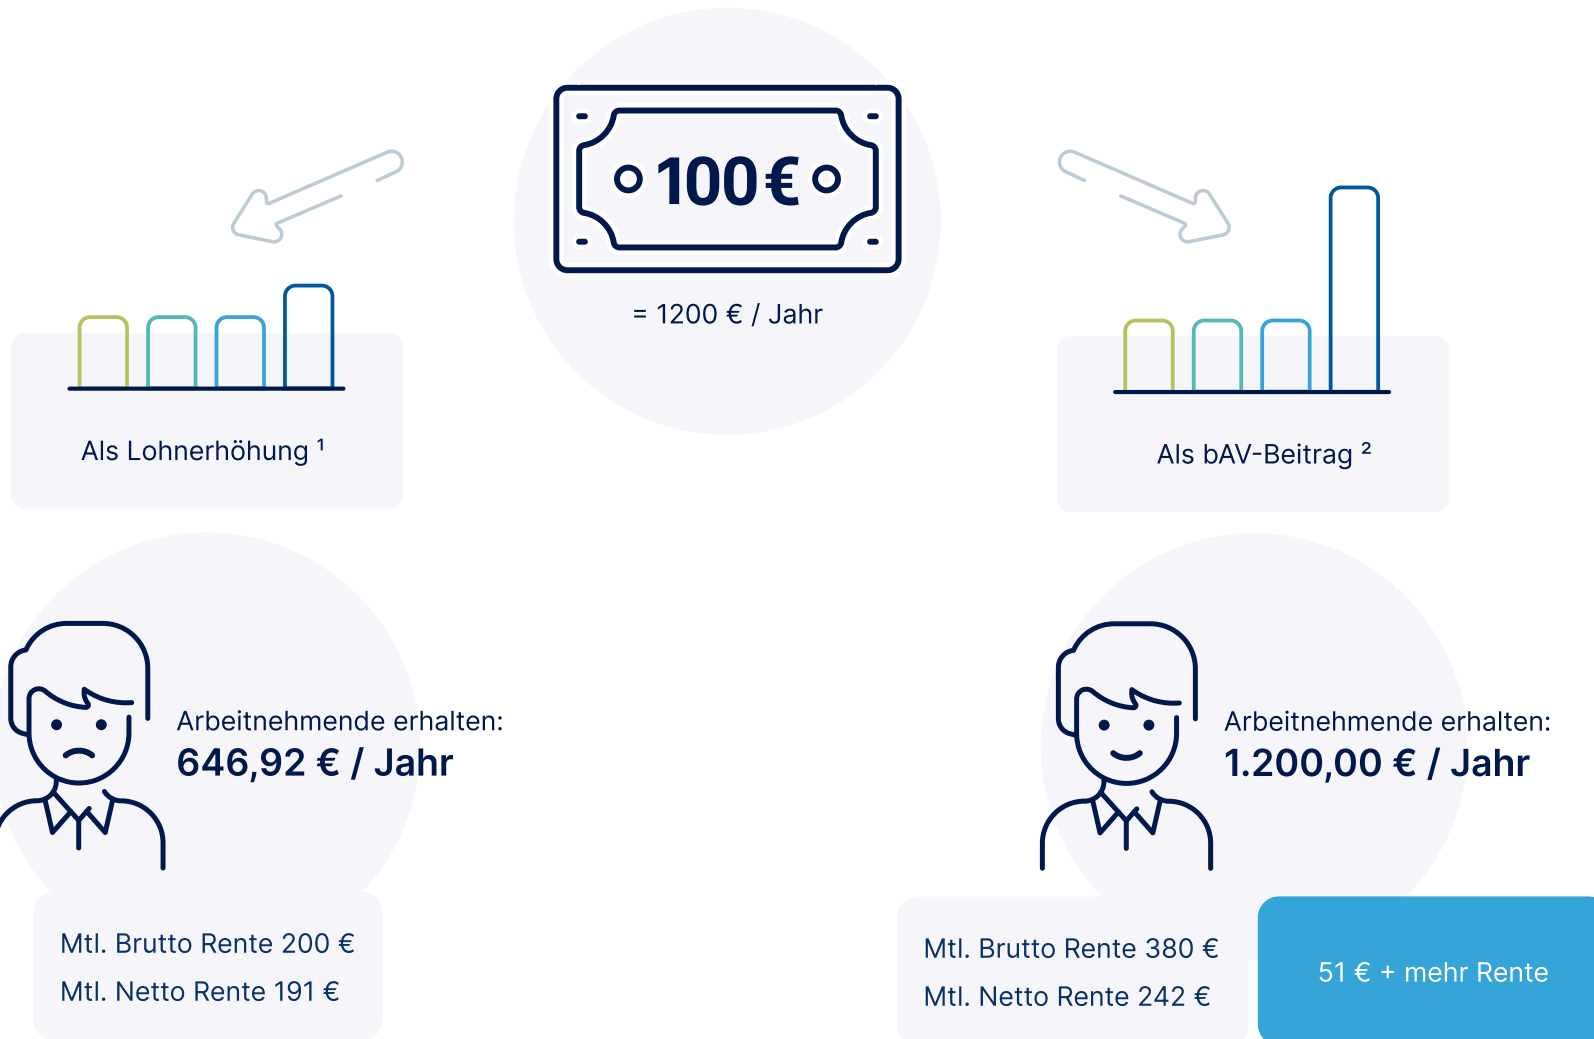 100 €
= 1200 € / Jahr
Als Lohnerhöhung ¹
Als bAV-Beitrag ²
Arbeitnehmende erhalten:
646,92 € / Jahr
Arbeitnehmende erhalten:
1.200,00 € / Jahr
Mtl. Brutto Rente 200 €
Mtl. Netto Rente 191 €
Mtl. Brutto Rente 380 €
Mtl. Netto Rente 242 €
51 € + mehr Rente